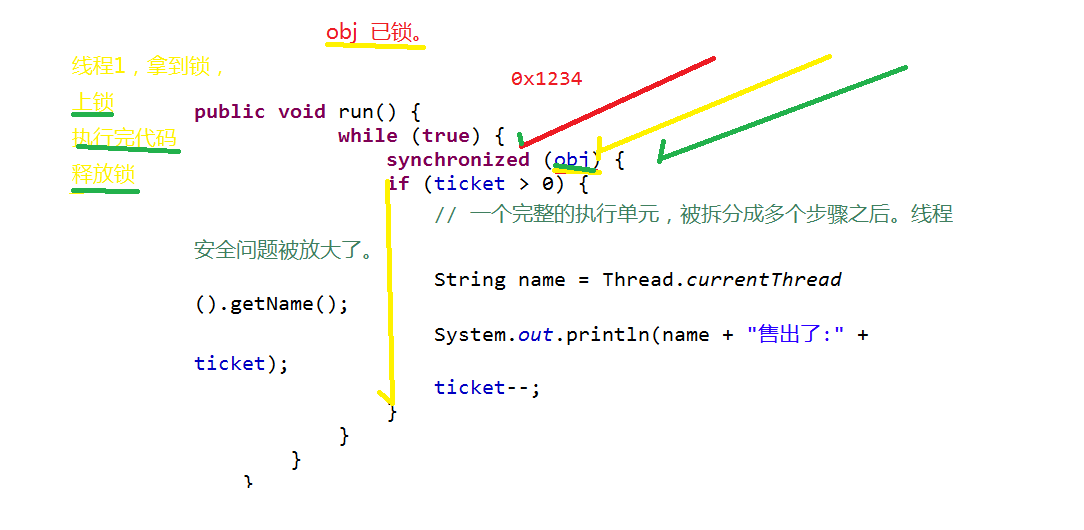 obj 已锁。
线程1，拿到锁，
上锁
执行完代码
释放锁
0x1234
public void run() {
while (true) {
synchronized (obj) {
if (ticket > 0) {
// 一个完整的执行单元，被拆分成多个步骤之后。线程
安全问题被放大了。
String name = Thread.currentThread
().getName();
System.out.println(name + "售出了:" +
ticket);
ticket--;
}
}
}
}